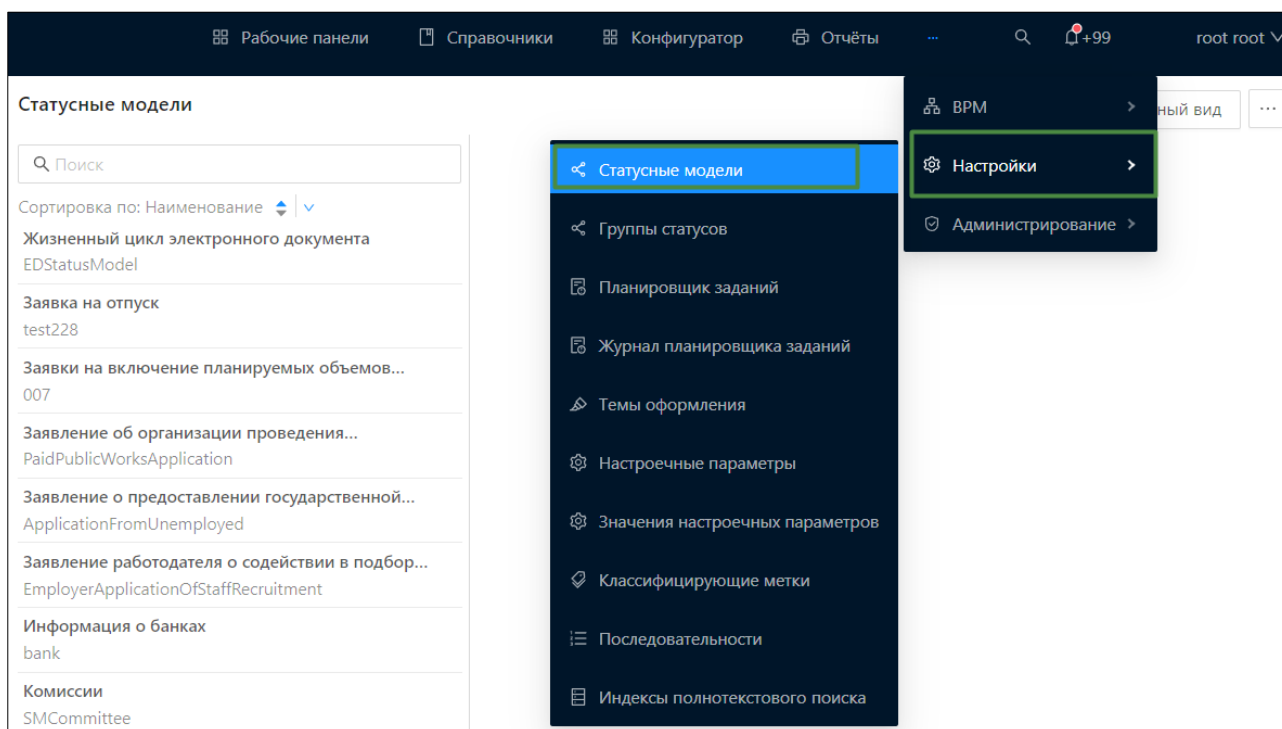 Рабочие панели Справочники Конфигуратор Отчёты ... +99 root root
Статусные модели
ный вид ...
Поиск
Сортировка по: Наименование
Жизненный цикл электронного документа
EDStatusModel
Заявка на отпуск
test228
Заявки на включение планируемых объемов...
007
Заявление об организации проведения...
PaidPublicWorksApplication
Заявление о предоставлении государственной...
ApplicationFromUnemployed
Заявление работодателя о содействии в подбор...
EmployerApplicationOfStaffRecruitment
Информация о банках
bank
Комиссии
SMCommittee
Статусные модели
Группы статусов
Планировщик заданий
Журнал планировщика заданий
Темы оформления
Настроечные параметры
Значения настроечных параметров
Классифицирующие метки
Последовательности
Индексы полнотекстового поиска
BPM
Настройки
Администрирование